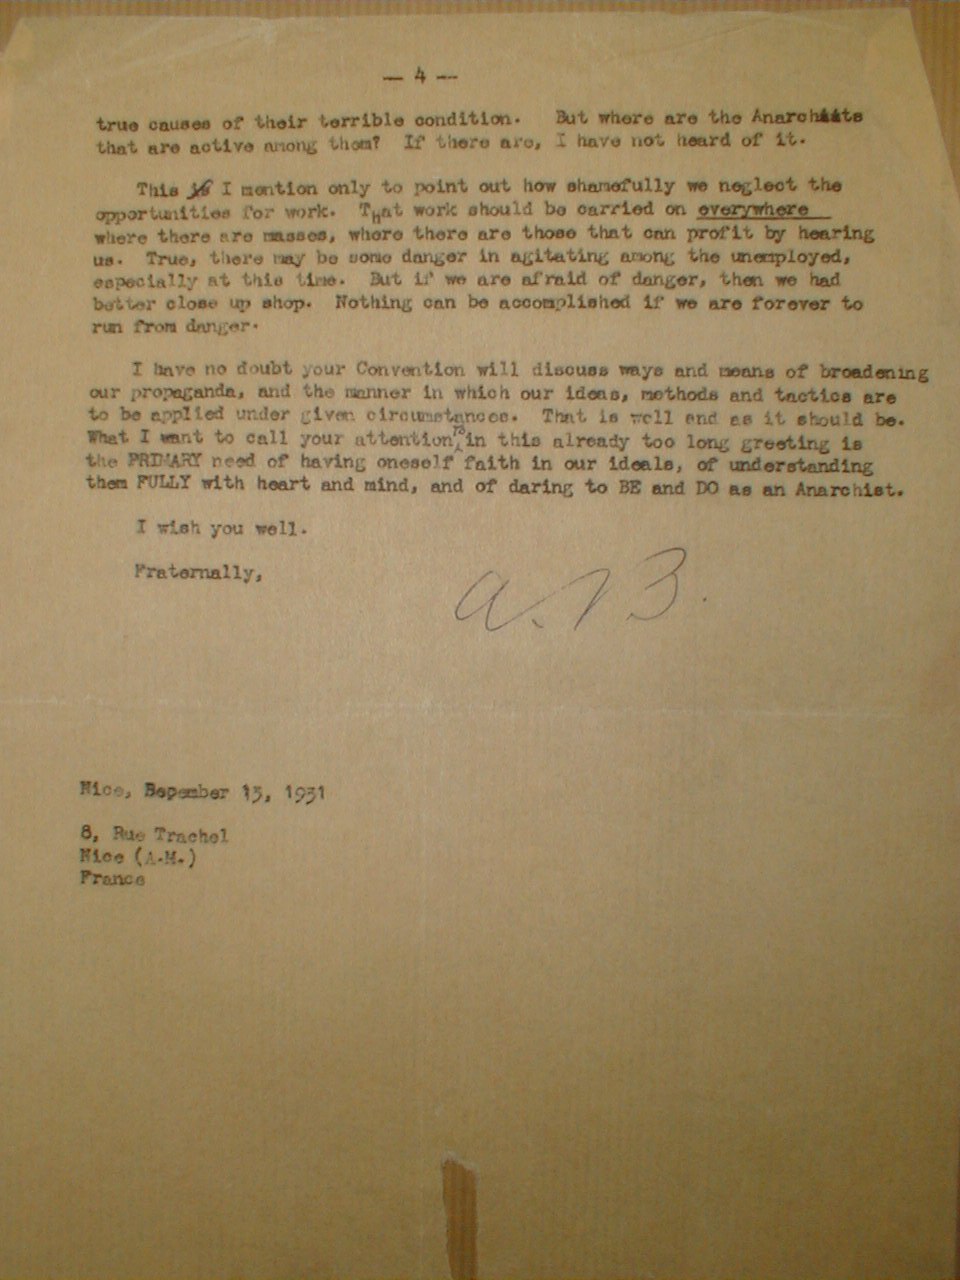 — 4 —
true causes of their terrible condition. But where are the Anarchists
that are active among them? If there are, I have not heard of it.
This I mention only to point out how shamefully we neglect the
opportunities for work. That work should be carried on everywhere
where there are masses, where there are those that can profit by hearing
us. True, there may be some danger in agitating among the unemployed,
especially at this time. But if we are afraid of danger, then we had
better close up shop. Nothing can be accomplished if we are forever to
run from danger.
I have no doubt your Convention will discuss ways and means of broadening
our propaganda, and the manner in which our ideas, methods and tactics are
to be applied under given circumstances. That is well and as it should be.
What I want to call your attention to in this already too long greeting is
the PRIMARY need of having oneself faith in our ideals, of understanding
them FULLY with heart and mind, and of daring to BE and DO as an Anarchist.
I wish you well.
Fraternally,
A. B.
Nice, Bepember 15, 1931
8, Rue Trachel
Nice (A.M.)
France